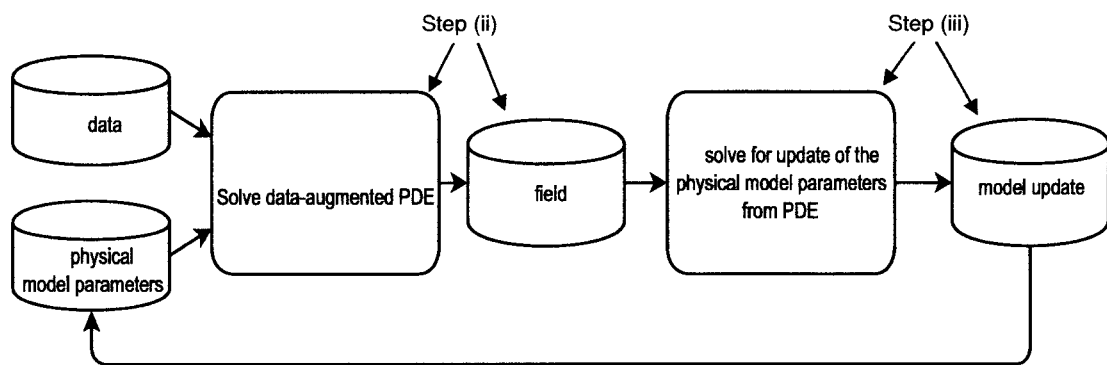 Step (ii)
Step (iii)
data
Solve data-augmented PDE
field
solve for update of the
physical model parameters
from PDE
model update
physical
model parameters